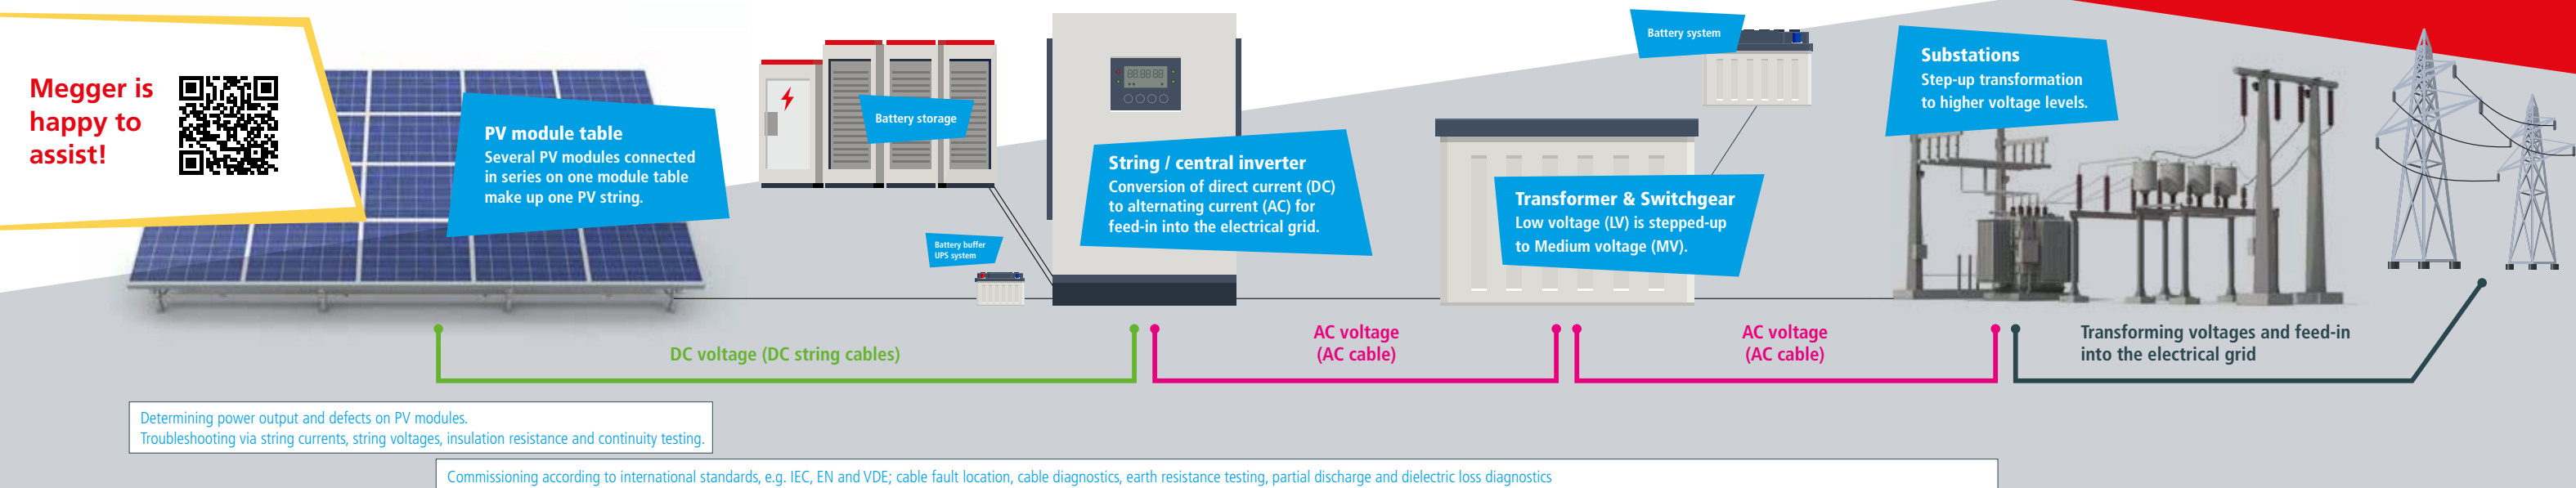 Megger is
happy to
assist!
PV module table
Several PV modules connected
in series on one module table
make up one PV string.
Battery storage
Battery buffer
UPS system
String / central inverter
Conversion of direct current (DC)
to alternating current (AC) for
feed-in into the electrical grid.
Battery system
Transformer & Switchgear
Low voltage (LV) is stepped-up
to Medium voltage (MV).
Substations
Step-up transformation
to higher voltage levels.
DC voltage (DC string cables)
AC voltage
(AC cable)
AC voltage
(AC cable)
Transforming voltages and feed-in
into the electrical grid
Determining power output and defects on PV modules.
Troubleshooting via string currents, string voltages, insulation resistance and continuity testing.
Commissioning according to international standards, e.g. IEC, EN and VDE; cable fault location, cable diagnostics, earth resistance testing, partial discharge and dielectric loss diagnostics